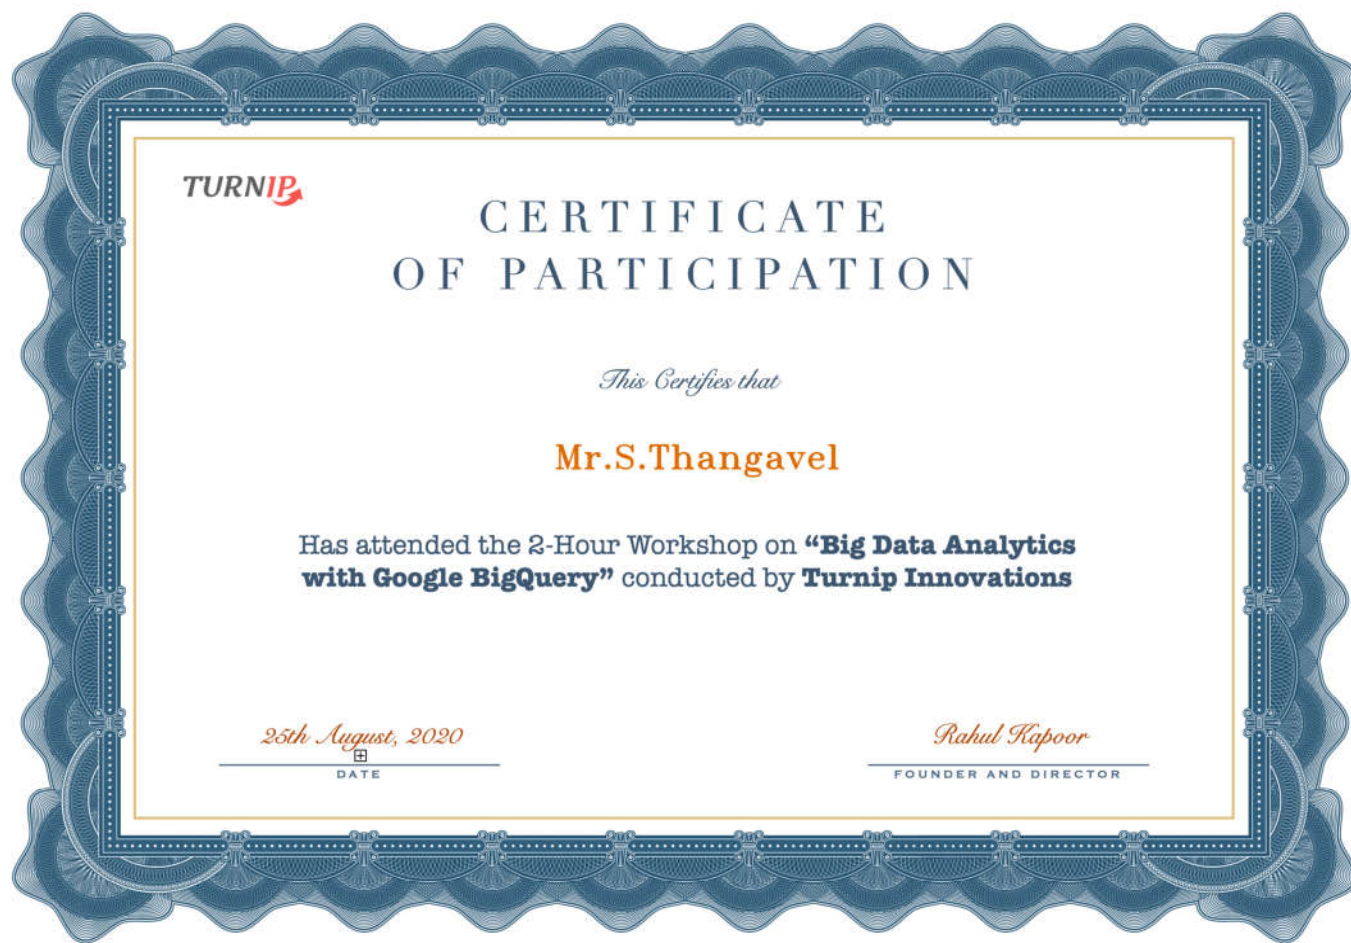 TURNIP
CERTIFICATE
OF PARTICIPATION
This Certifies that
Mr.S.Thangavel
Has attended the 2-Hour Workshop on “Big Data Analytics
with Google BigQuery” conducted by Turnip Innovations
25th August, 2020
DATE
Rahul Kapoor
FOUNDER AND DIRECTOR